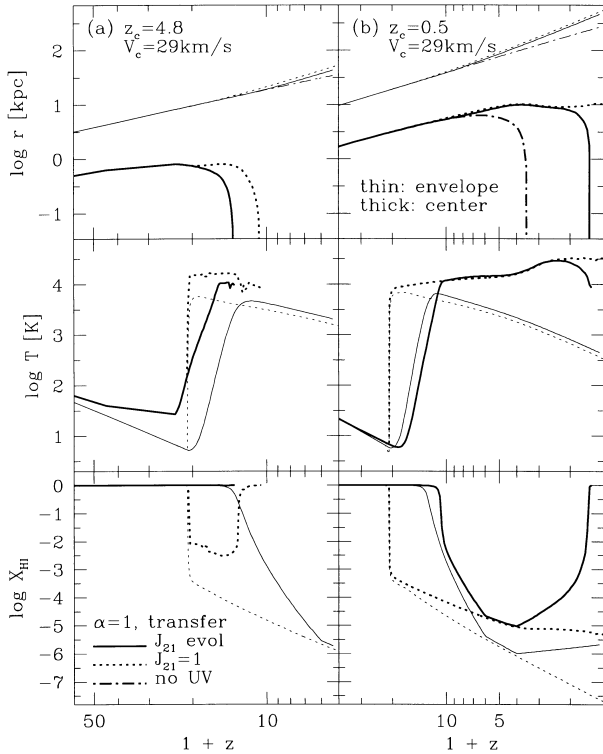 (a) z_c=4.8
V_c=29km/s
(b) z_c=0.5
V_c=29km/s
log r [kpc]
2
1
0
−1
thin: envelope
thick: center
log T [K]
4
3
2
1
log X_HI
0
-1
-2
-3
-4
-5
-6
-7
α=1, transfer
J_21 evol
J_21=1
no UV
50 10
10 5 2
1 + z 1 + z